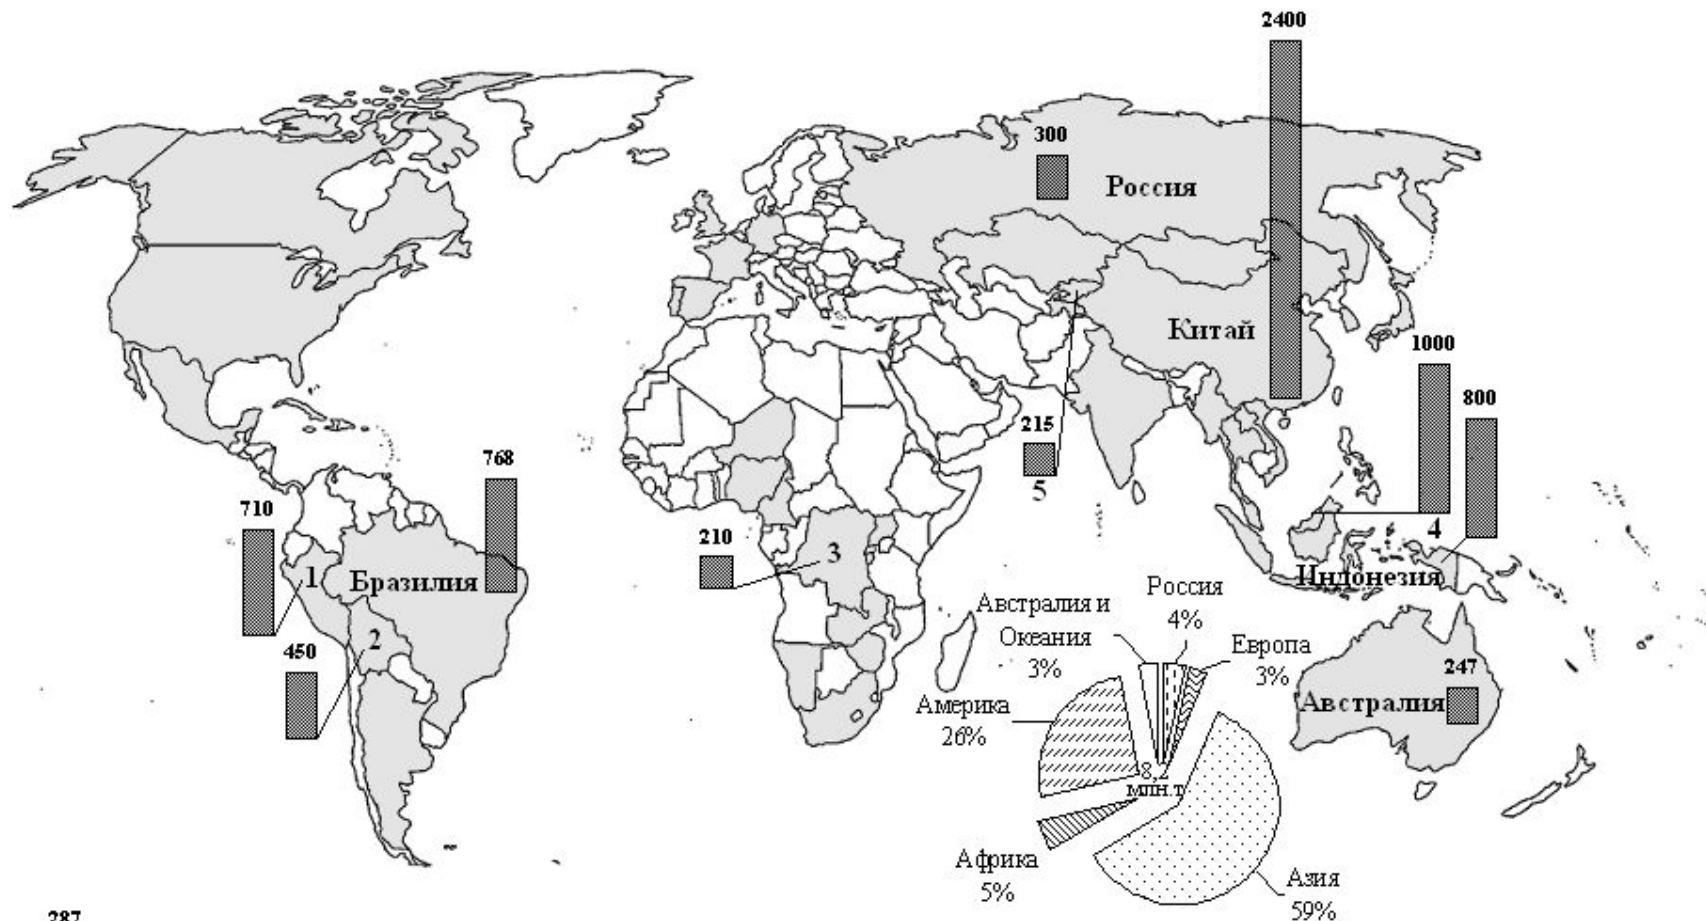 2400
300
Россия
Китай
1000
800
215
5
768
710
210
3
4
1
Бразилия
Индонезия
Австралия и
Океания
3%
Россия
4%
Европа
3%
2
450
247
Австралия
Америка
26%
8,2
млн.т
Африка
5%
Азия
59%
287